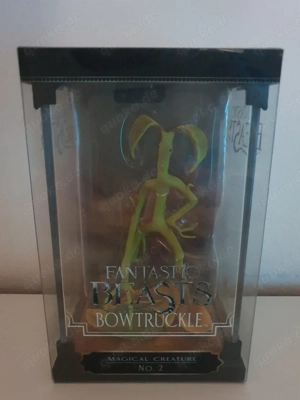 FANTASTIC
BEASTS
BOWTRUCKLE
MAGICAL CREATURE
No. 2